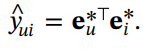 ŷ_{ui} = e_u^{*⊤} e_i^*.